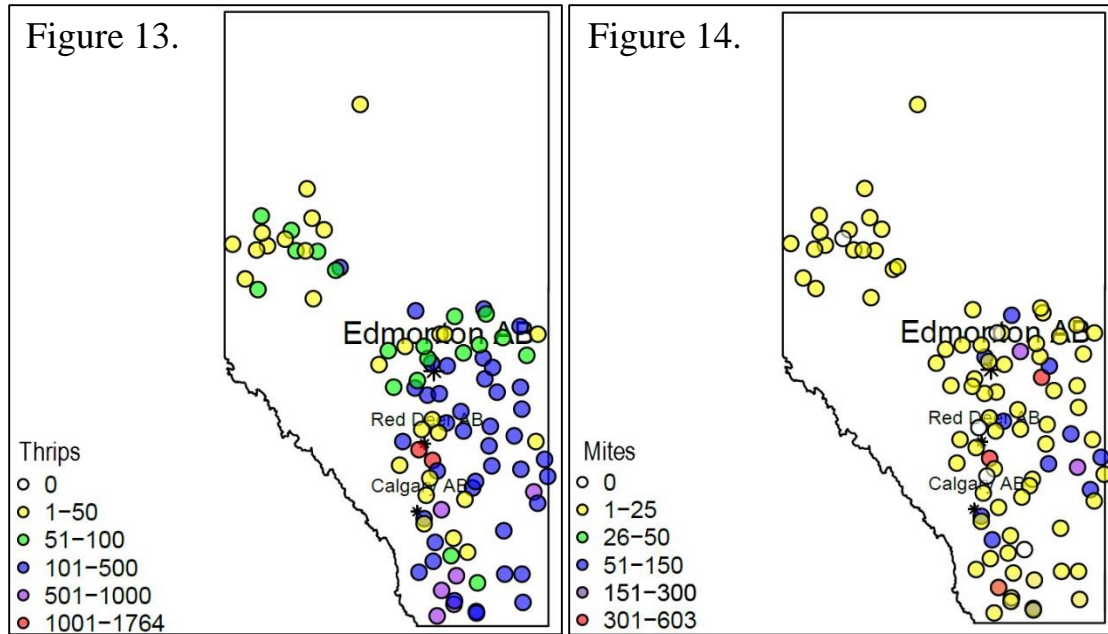 Figure 13.
Edmonton AB
Red Deer AB
Calgary AB
Thrips
0
1–50
51–100
101–500
501–1000
1001–1764
Figure 14.
Edmonton AB
Red Deer AB
Calgary AB
Mites
0
1–25
26–50
51–150
151–300
301–603